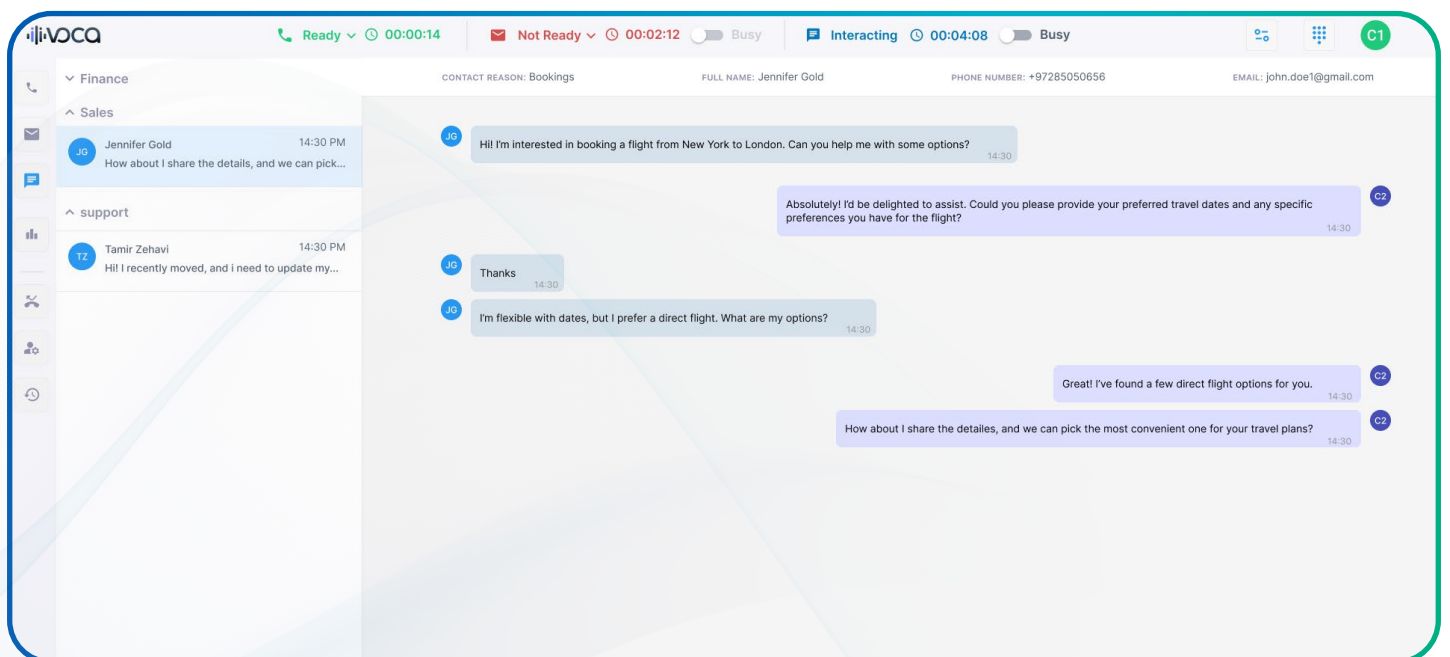 VOCA
Ready 00:00:14 Not Ready 00:02:12 Busy Interacting 00:04:08 Busy C1
Finance
CONTACT REASON: Bookings FULL NAME: Jennifer Gold PHONE NUMBER: +97285050656 EMAIL: john.doe1@gmail.com
Sales
JG Jennifer Gold 14:30 PM
How about I share the details, and we can pick...
support
TZ Tamir Zehavi 14:30 PM
Hi! I recently moved, and i need to update my...
JG
Hi! I'm interested in booking a flight from New York to London. Can you help me with some options?
14:30
C2
Absolutely! I'd be delighted to assist. Could you please provide your preferred travel dates and any specific
preferences you have for the flight?
14:30
JG
Thanks
14:30
JG
I'm flexible with dates, but I prefer a direct flight. What are my options?
14:30
C2
Great! I've found a few direct flight options for you.
14:30
C2
How about I share the detailes, and we can pick the most convenient one for your travel plans?
14:30